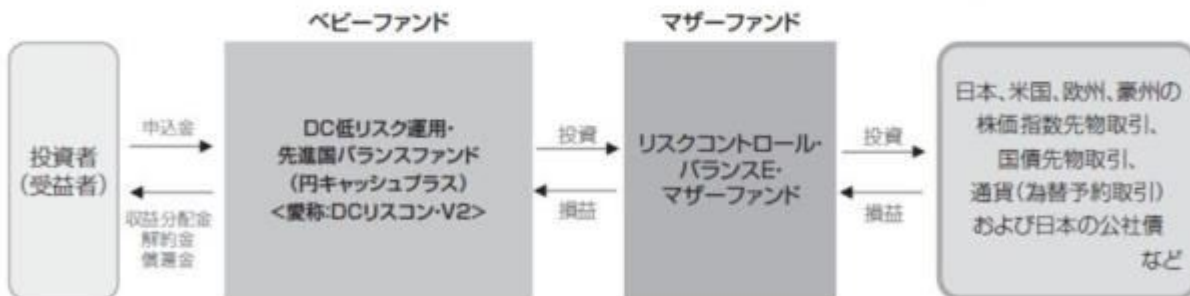 ベビーファンド
マザーファンド
投資者
(受益者)
申込金
収益分配金
解約金
償還金
DC低リスク運用・
先進国バランスファンド
(円キャッシュプラス)
<愛称:DCリスコン・V2>
投資
損益
リスクコントロール・
バランスE・
マザーファンド
投資
損益
日本、米国、欧州、豪州の
株価指数先物取引、
国債先物取引、
通貨(為替予約取引)
および日本の公社債
など